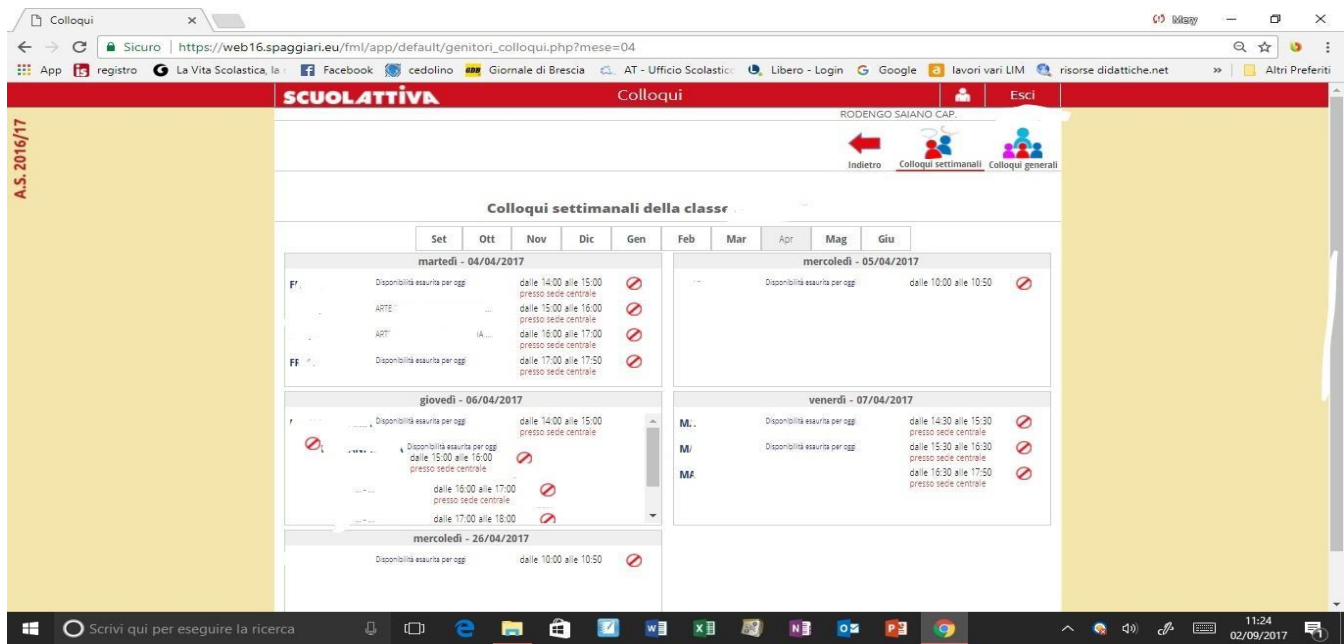 Colloqui
Mery
Sicuro | https://web16.spaggiari.eu/fml/app/default/genitori_colloqui.php?mese=04
App registro La Vita Scolastica, la Facebook cedolino GDB Giornale di Brescia AT - Ufficio Scolastic Libero - Login Google lavori vari LIM risorse didattiche.net » Altri Preferiti
SCUOLATTIVA Colloqui Esci
A.S. 2016/17
RODENGO SAIANO CAP.
Indietro Colloqui settimanali Colloqui generali
Colloqui settimanali della classe
Set Ott Nov Dic Gen Feb Mar Apr Mag Giu
martedì - 04/04/2017
Disponibilità esaurita per oggi dalle 14:00 alle 15:00
presso sede centrale
ARTE ... dalle 15:00 alle 16:00
presso sede centrale
ART dalle 16:00 alle 17:00
presso sede centrale
FF Disponibilità esaurita per oggi dalle 17:00 alle 17:50
presso sede centrale
mercoledì - 05/04/2017
Disponibilità esaurita per oggi dalle 10:00 alle 10:50
giovedì - 06/04/2017
Disponibilità esaurita per oggi dalle 14:00 alle 15:00
presso sede centrale
Disponibilità esaurita per oggi
dalle 15:00 alle 16:00
presso sede centrale
... - ... dalle 16:00 alle 17:00
presso sede centrale
... - ... dalle 17:00 alle 18:00
venerdì - 07/04/2017
M Disponibilità esaurita per oggi dalle 14:30 alle 15:30
presso sede centrale
M Disponibilità esaurita per oggi dalle 15:30 alle 16:30
presso sede centrale
MA dalle 16:30 alle 17:50
presso sede centrale
mercoledì - 26/04/2017
Disponibilità esaurita per oggi dalle 10:00 alle 10:50
Scrivi qui per eseguire la ricerca
11:24
02/09/2017